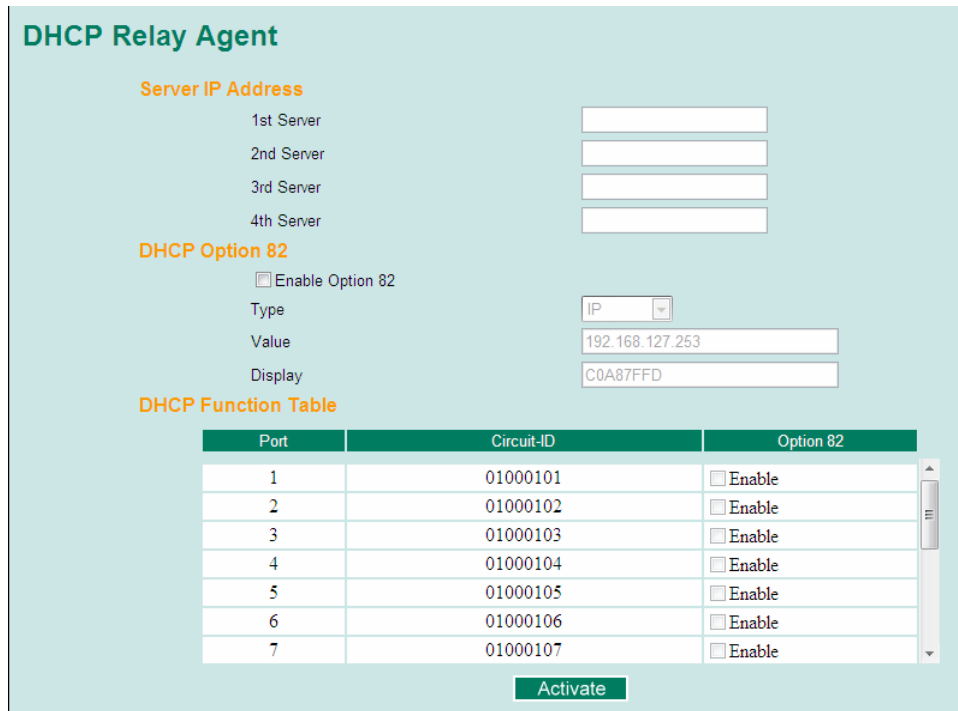 DHCP Relay Agent
Server IP Address
1st Server
2nd Server
3rd Server
4th Server
DHCP Option 82
Enable Option 82
Type IP
Value 192.168.127.253
Display C0A87FFD
DHCP Function Table
Port Circuit-ID Option 82
1 01000101 Enable
2 01000102 Enable
3 01000103 Enable
4 01000104 Enable
5 01000105 Enable
6 01000106 Enable
7 01000107 Enable
Activate